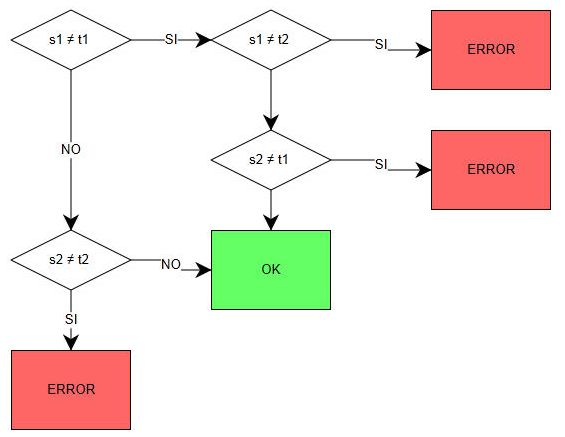 s1 ≠ t1
SI
s1 ≠ t2
SI
ERROR
NO
s2 ≠ t1
SI
ERROR
s2 ≠ t2
NO
OK
SI
ERROR